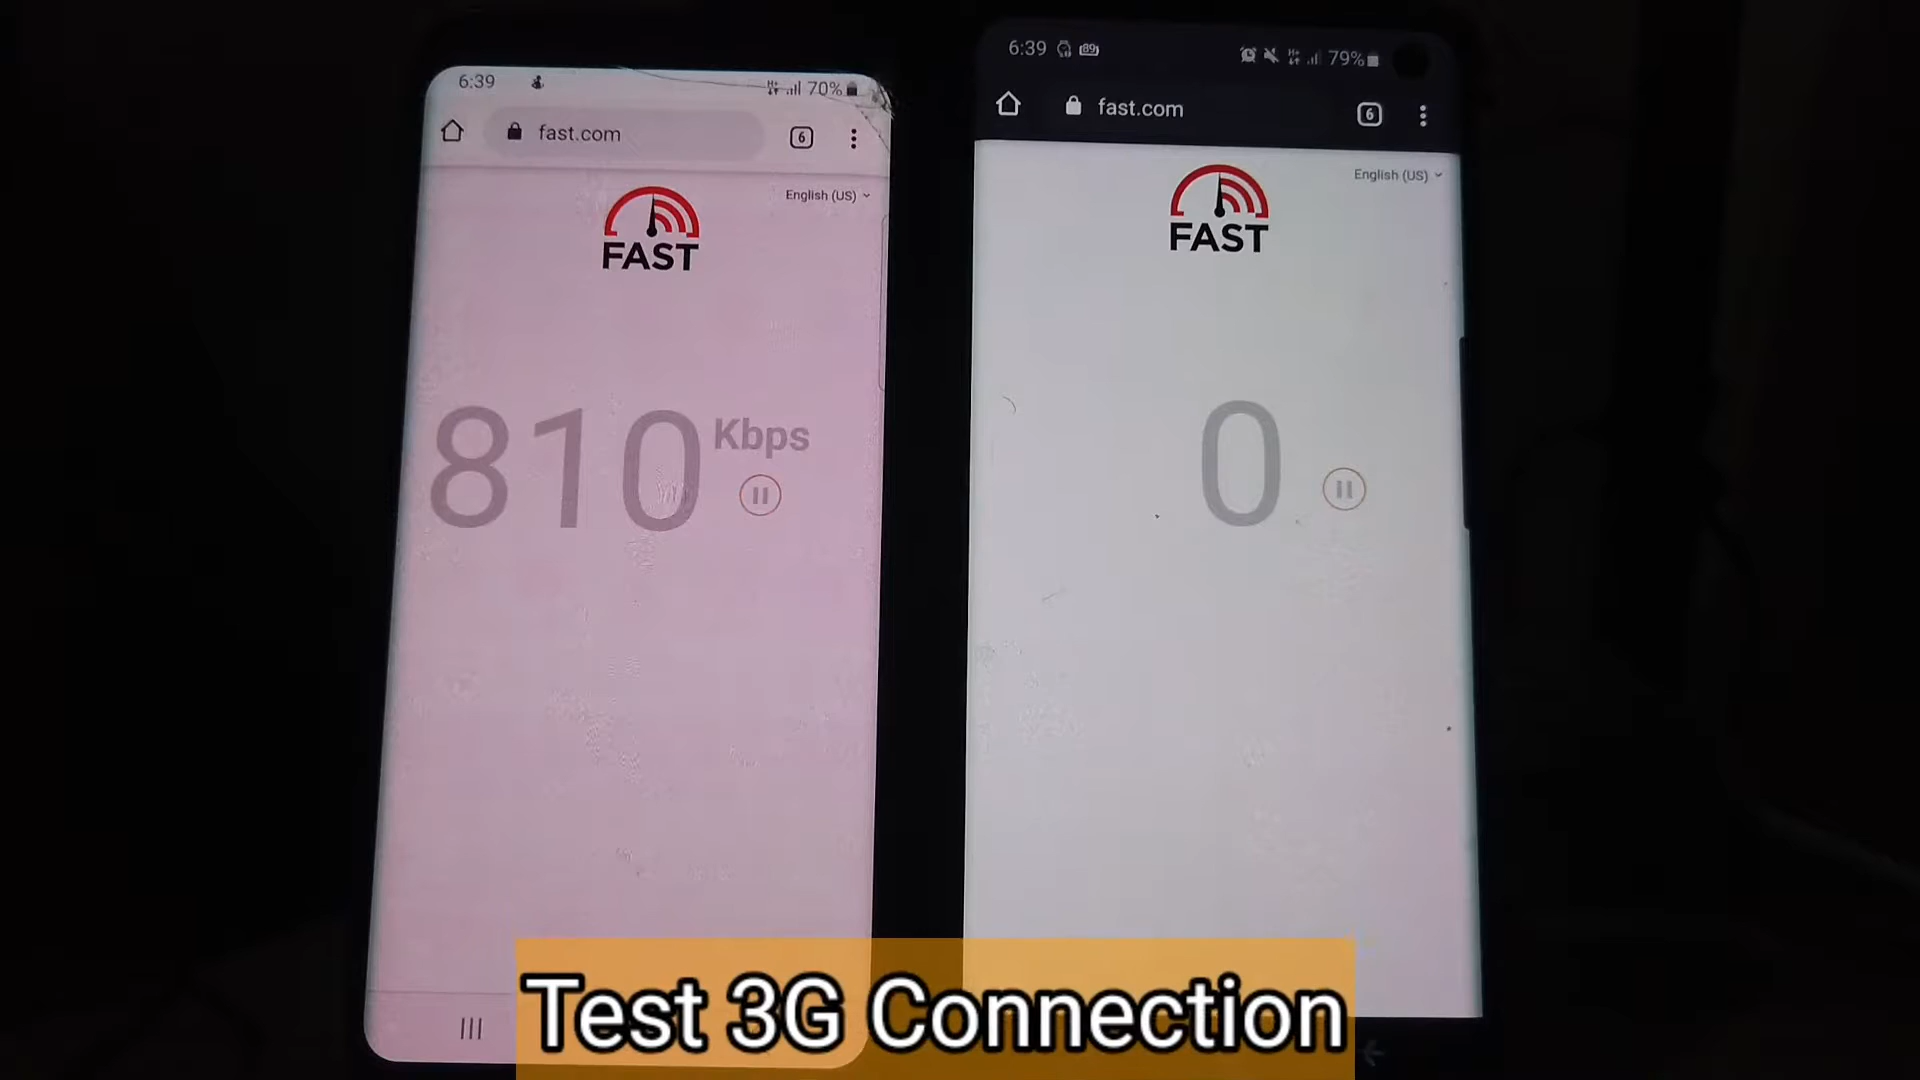 6:39
H+ 70%
fast.com
6
English (US)
FAST
810 Kbps
6:39 89
H+ 79%
fast.com
6
English (US)
FAST
0
Test 3G Connection